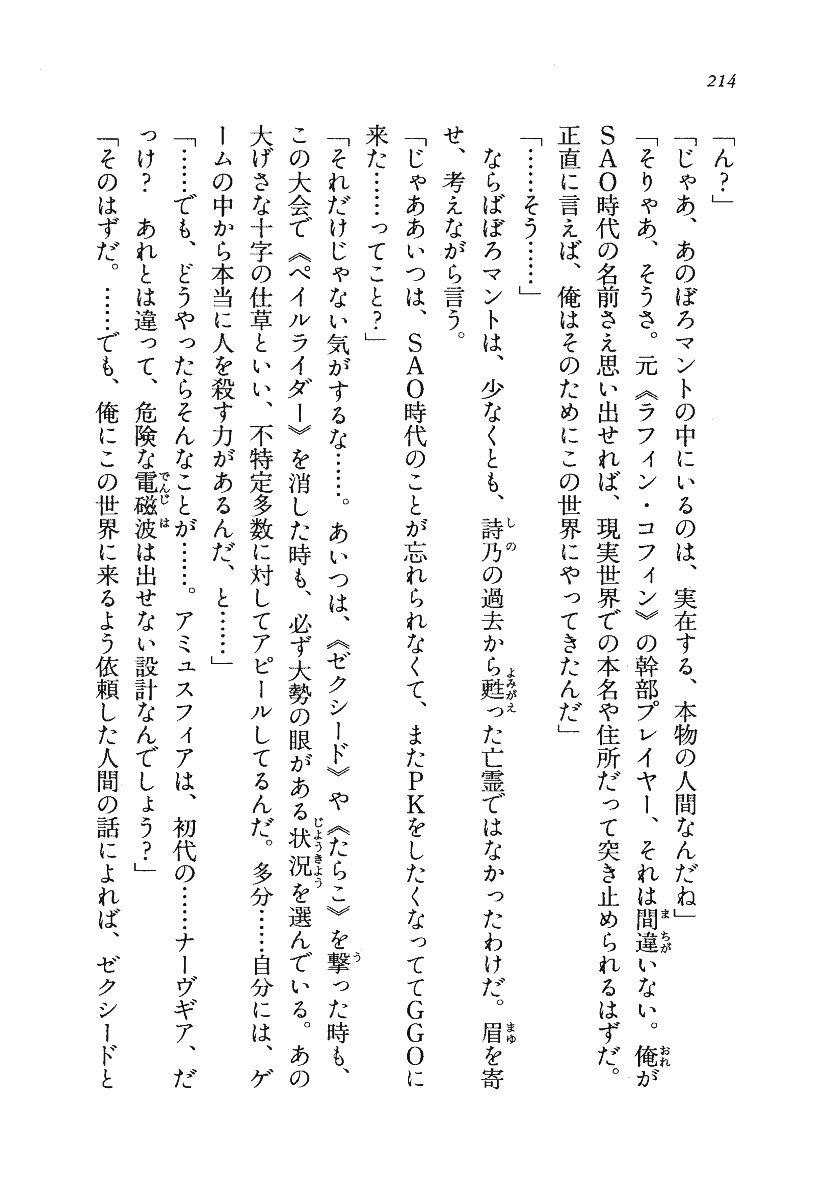 214
「ん？」
「じゃあ、あのぼろマントの中にいるのは、実在する、本物の人間なんだね」
「そりゃあ、そうさ。元《ラフィン・コフィン》の幹部プレイヤー、それは間違いない。俺が
SAO時代の名前さえ思い出せれば、現実世界での本名や住所だって突き止められるはずだ。
正直に言えば、俺はそのためにこの世界にやってきたんだ」
「……そう……」
　ならばぼろマントは、少なくとも、詩乃の過去から甦った亡霊ではなかったわけだ。眉を寄
せ、考えながら言う。
「じゃああいつは、SAO時代のことが忘れられなくて、またPKをしたくなっててGGOに
来た……ってこと？」
「それだけじゃない気がするな……。あいつは、《ゼクシード》や《たらこ》を撃った時も、
この大会で《ペイルライダー》を消した時も、必ず大勢の眼がある状況を選んでいる。あの
大げさな十字の仕草といい、不特定多数に対してアピールしてるんだ。多分……自分には、ゲ
ームの中から本当に人を殺す力があるんだ、と……」
「……でも、どうやったらそんなことが……。アミュスフィアは、初代の……ナーヴギア、だ
っけ？　あれとは違って、危険な電磁波は出せない設計なんでしょう？」
「そのはずだ。……でも、俺にこの世界に来るよう依頼した人間の話によれば、ゼクシードと